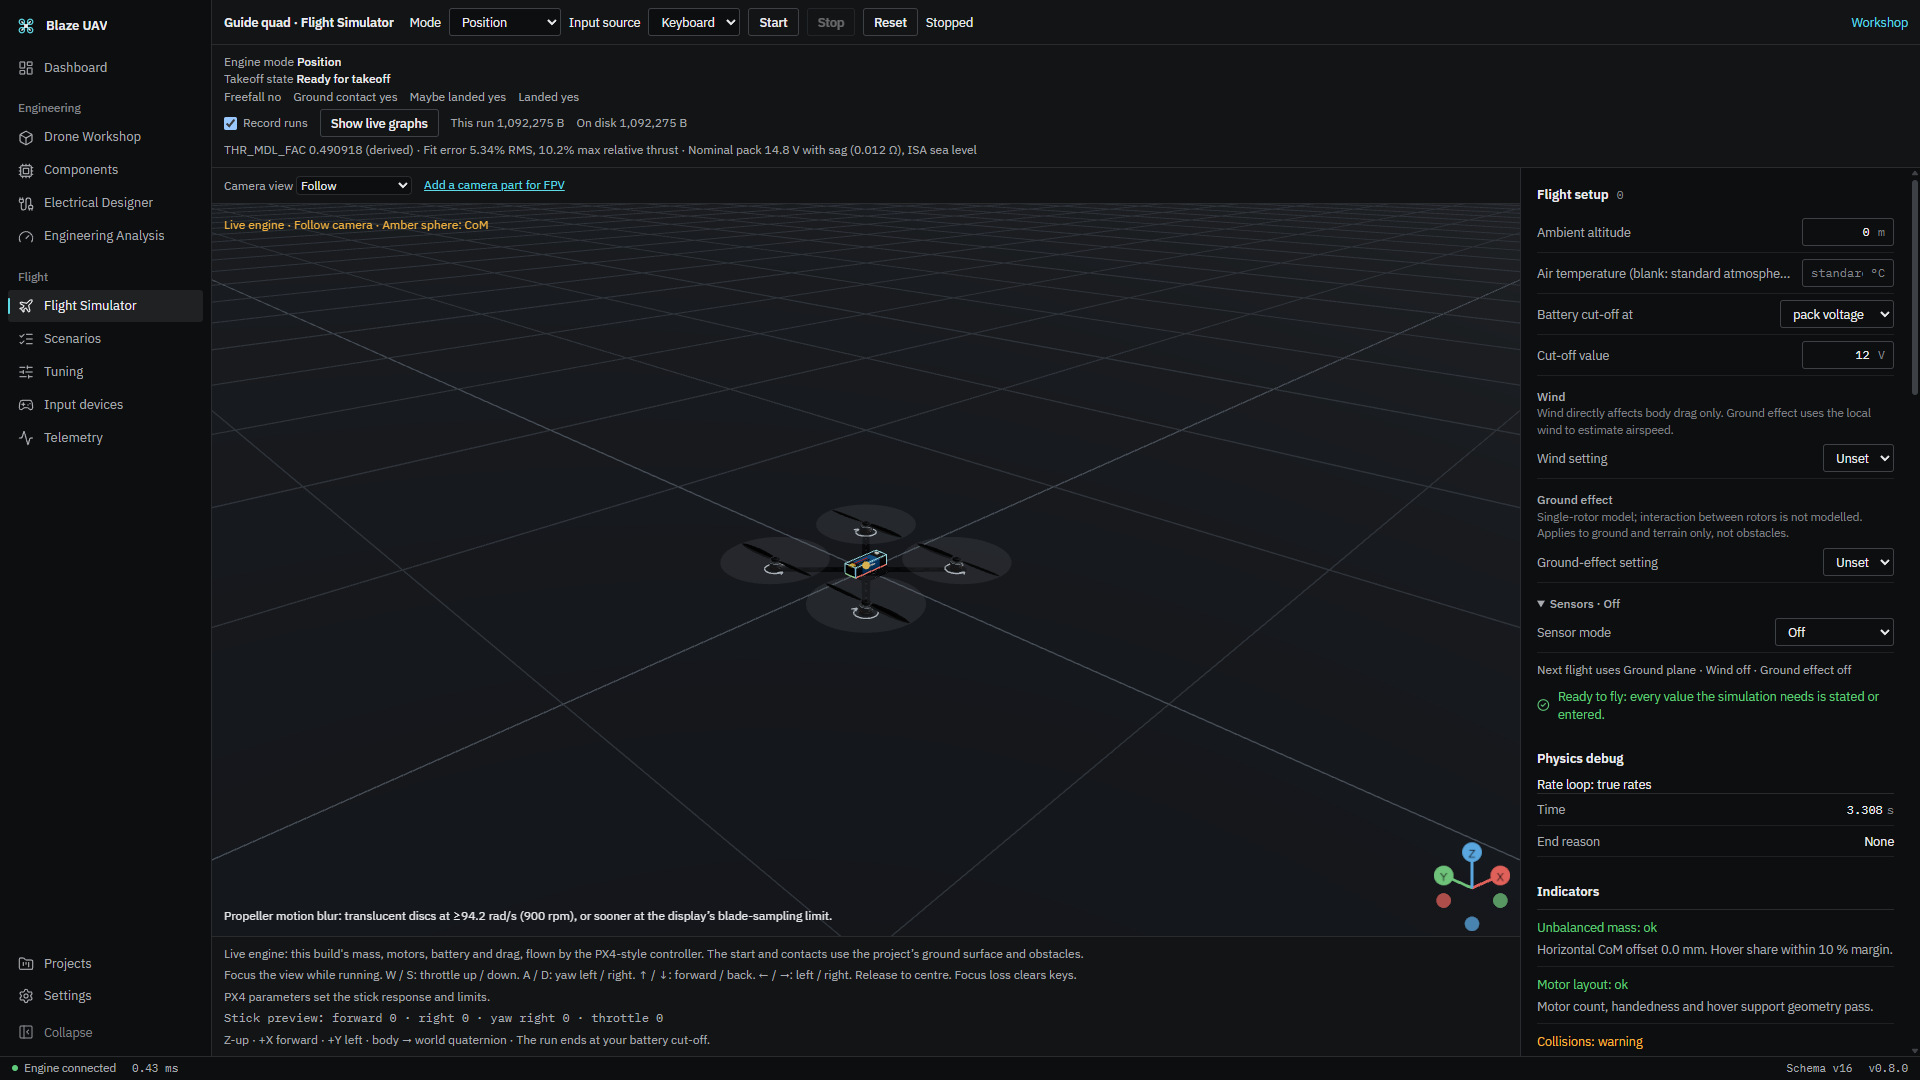 Blaze UAV
Dashboard
Engineering
Drone Workshop
Components
Electrical Designer
Engineering Analysis
Flight
Flight Simulator
Scenarios
Tuning
Input devices
Telemetry
Projects
Settings
Collapse
Guide quad · Flight Simulator Mode Position Input source Keyboard Start Stop Reset Stopped Workshop
Engine mode Position
Takeoff state Ready for takeoff
Freefall no Ground contact yes Maybe landed yes Landed yes
Record runs Show live graphs This run 1,092,275 B On disk 1,092,275 B
THR_MDL_FAC 0.490918 (derived) · Fit error 5.34% RMS, 10.2% max relative thrust · Nominal pack 14.8 V with sag (0.012 Ω), ISA sea level
Camera view Follow Add a camera part for FPV
Live engine · Follow camera · Amber sphere: CoM
Z
Y
X
Propeller motion blur: translucent discs at ≥94.2 rad/s (900 rpm), or sooner at the display's blade-sampling limit.
Live engine: this build's mass, motors, battery and drag, flown by the PX4-style controller. The start and contacts use the project's ground surface and obstacles.
Focus the view while running. W / S: throttle up / down. A / D: yaw left / right. ↑ / ↓: forward / back. ← / →: left / right. Release to centre. Focus loss clears keys.
PX4 parameters set the stick response and limits.
Stick preview: forward 0 · right 0 · yaw right 0 · throttle 0
Z-up · +X forward · +Y left · body → world quaternion · The run ends at your battery cut-off.
Flight setup 0
Ambient altitude 0 m
Air temperature (blank: standard atmosphe... standar °C
Battery cut-off at pack voltage
Cut-off value 12 V
Wind
Wind directly affects body drag only. Ground effect uses the local
wind to estimate airspeed.
Wind setting Unset
Ground effect
Single-rotor model; interaction between rotors is not modelled.
Applies to ground and terrain only, not obstacles.
Ground-effect setting Unset
▼ Sensors · Off
Sensor mode Off
Next flight uses Ground plane · Wind off · Ground effect off
Ready to fly: every value the simulation needs is stated or
entered.
Physics debug
Rate loop: true rates
Time 3.308 s
End reason None
Indicators
Unbalanced mass: ok
Horizontal CoM offset 0.0 mm. Hover share within 10 % margin.
Motor layout: ok
Motor count, handedness and hover support geometry pass.
Collisions: warning
Engine connected 0.43 ms
Schema v16 v0.8.0